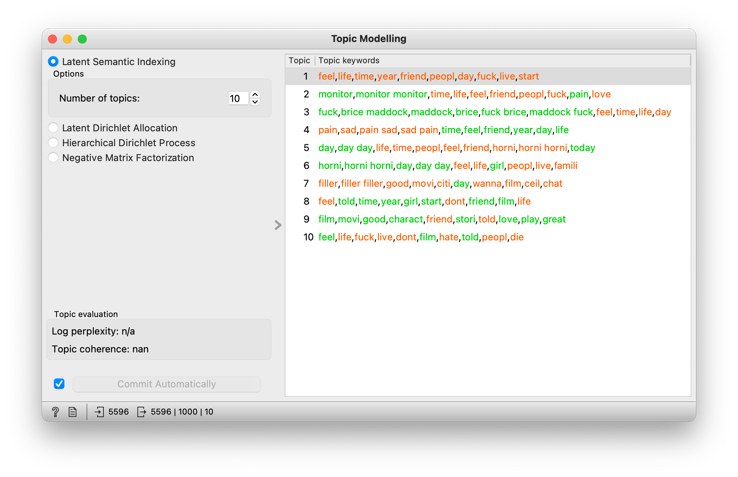 Topic Modelling
Latent Semantic Indexing
Options
Number of topics: 10
Latent Dirichlet Allocation
Hierarchical Dirichlet Process
Negative Matrix Factorization
Topic evaluation
Log perplexity: n/a
Topic coherence: nan
Commit Automatically
? 5596 5596 | 1000 | 10
Topic Topic keywords
1 feel,life,time,year,friend,peopl,day,fuck,live,start
2 monitor,monitor monitor,time,life,feel,friend,peopl,fuck,pain,love
3 fuck,brice maddock,maddock,brice,fuck brice,maddock fuck,feel,time,life,day
4 pain,sad,pain sad,sad pain,time,feel,friend,year,day,life
5 day,day day,life,time,peopl,feel,friend,horni,horni horni,today
6 horni,horni horni,day,day day,feel,life,girl,peopl,live,famili
7 filler,filler filler,good,movi,citi,day,wanna,film,ceil,chat
8 feel,told,time,year,girl,start,dont,friend,film,life
9 film,movi,good,charact,friend,stori,told,love,play,great
10 feel,life,fuck,live,dont,film,hate,told,peopl,die